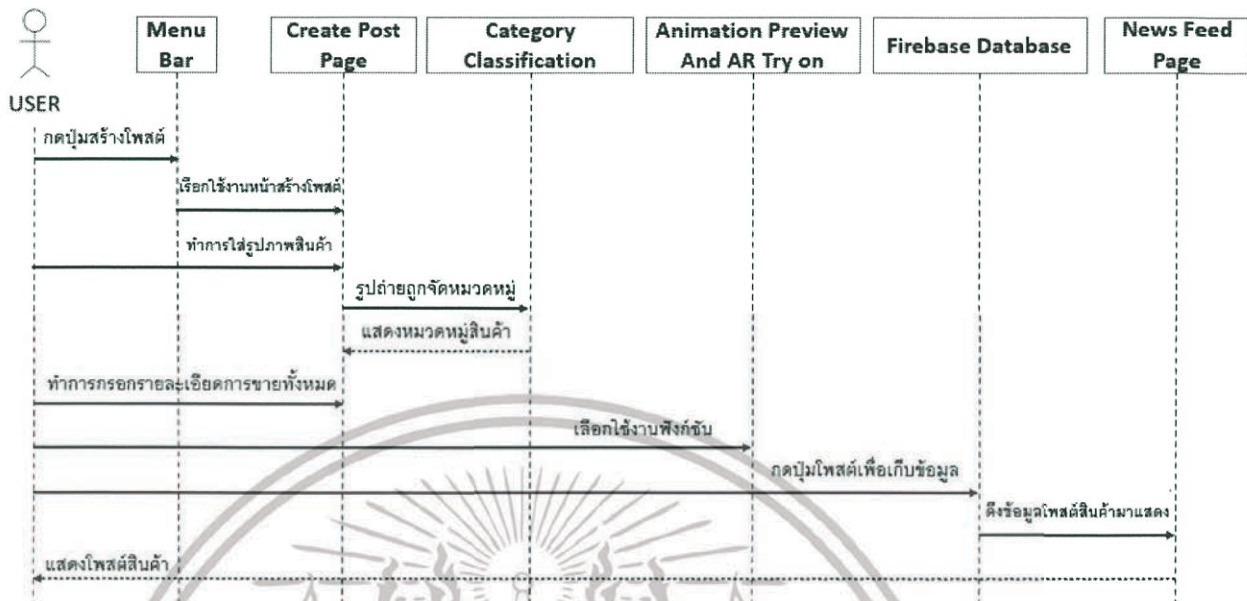 Menu
Bar
Create Post
Page
Category
Classification
Animation Preview
And AR Try on
Firebase Database
News Feed
Page
USER
กดปุ่มสร้างโพสต์
เรียกใช้งานหน้าสร้างโพสต์
ทำการใส่รูปภาพสินค้า
รูปถ่ายถูกจัดหมวดหมู่
แสดงหมวดหมู่สินค้า
ทำการกรอกรายละเอียดการขายทั้งหมด
เลือกใช้งานฟังก์ชัน
กดปุ่มโพสต์เพื่อเก็บข้อมูล
ดึงข้อมูลโพสต์สินค้ามาแสดง
แสดงโพสต์สินค้า